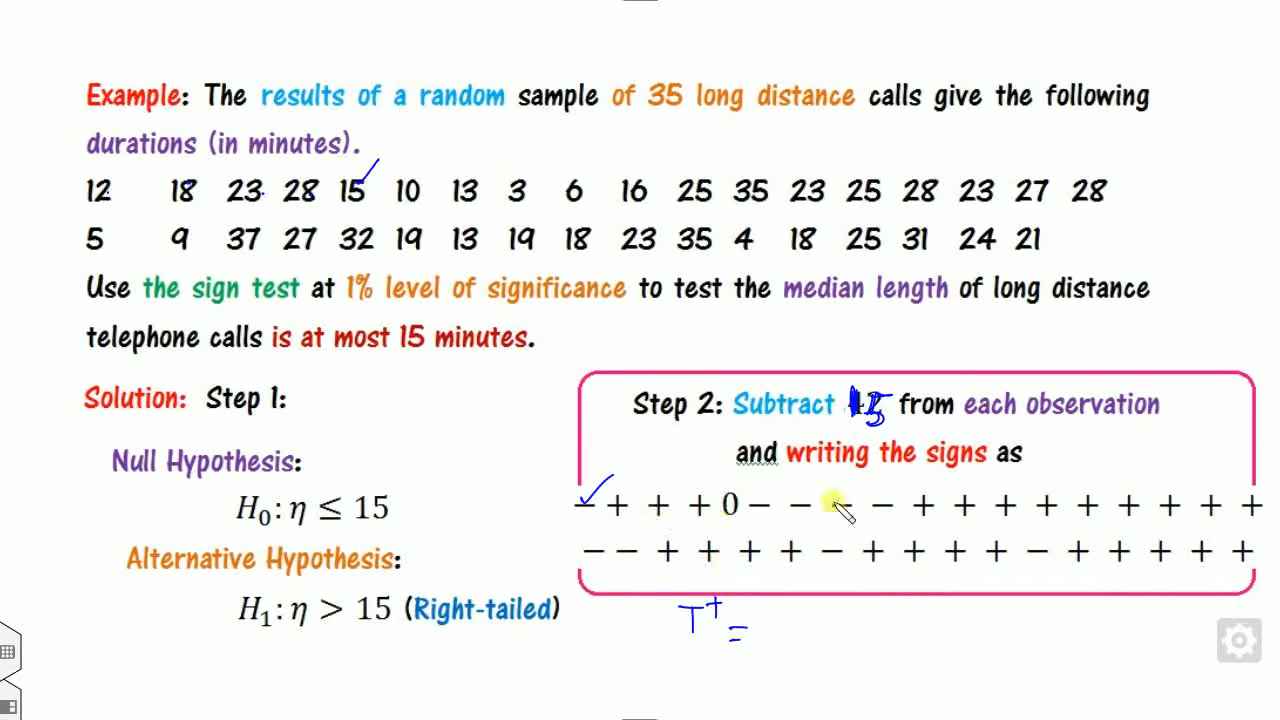 Example: The results of a random sample of 35 long distance calls give the following
durations (in minutes).
12 18 23 28 15 10 13 3 6 16 25 35 23 25 28 23 27 28
5 9 37 27 32 19 13 19 18 23 35 4 18 25 31 24 21
Use the sign test at 1% level of significance to test the median length of long distance
telephone calls is at most 15 minutes.
Solution: Step 1:
Null Hypothesis:
H₀: η ≤ 15
Alternative Hypothesis:
H₁: η > 15 (Right-tailed)
Step 2: Subtract 15 from each observation
and writing the signs as
− + + + 0 − − − − + + + + + + + + +
− − + + + + − + + + + − + + + + +
T⁺ =